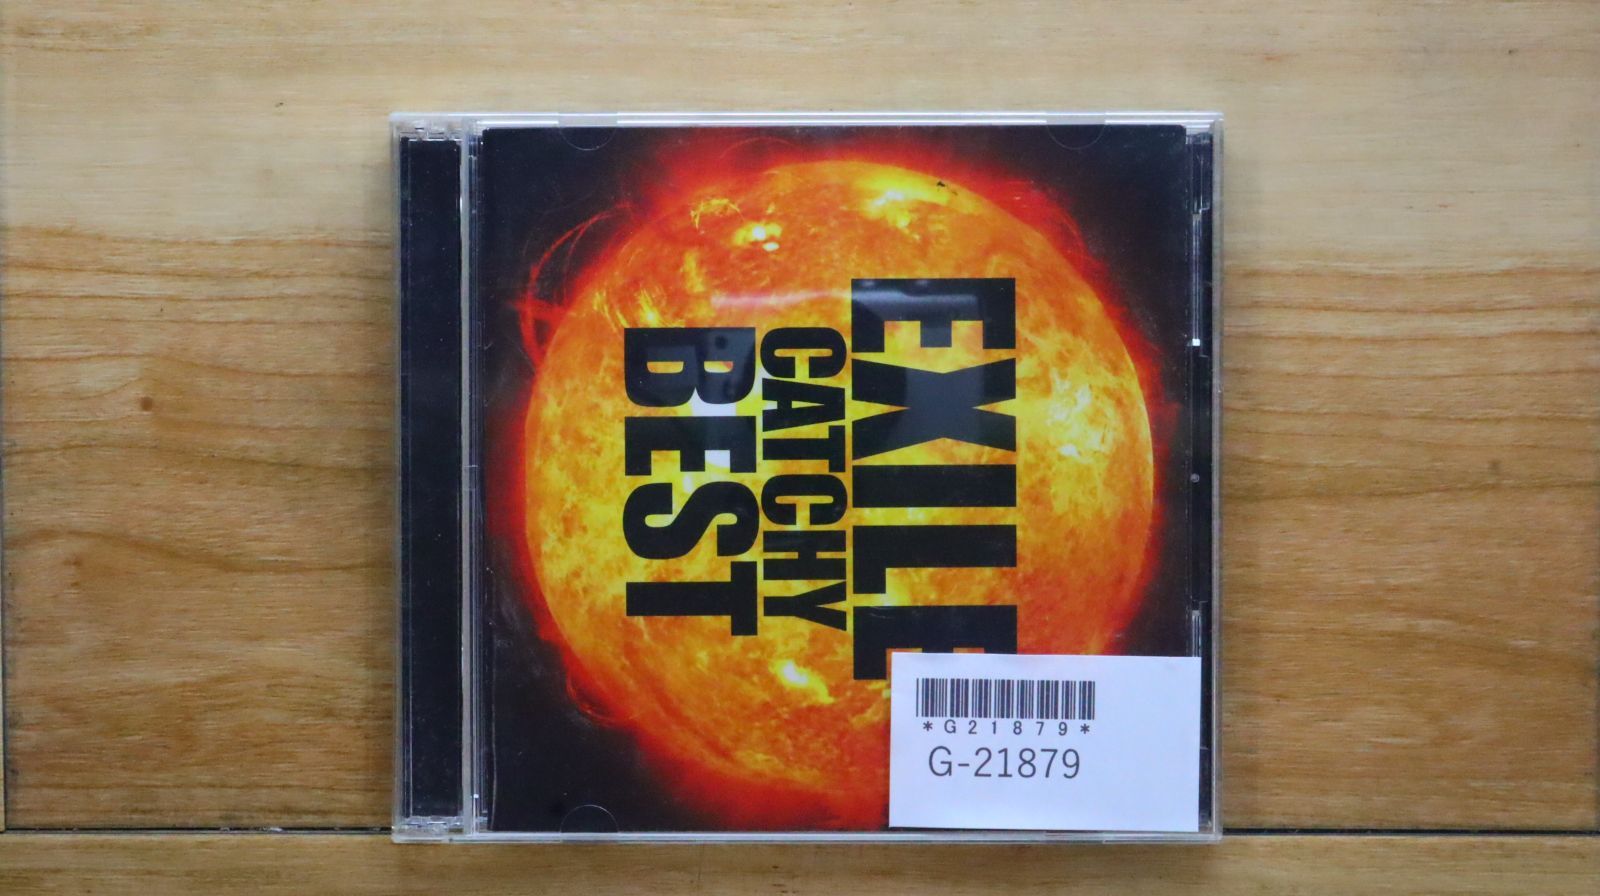 EXILE
CATCHY
BEST
*G21879*
G-21879